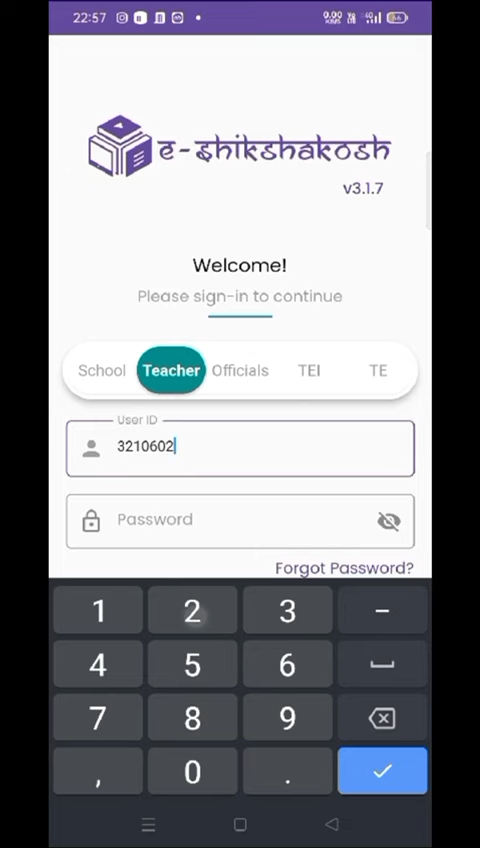 22:57
e-Shikshakosh
v3.1.7
Welcome!
Please sign-in to continue
School Teacher Officials TEI TE
User ID
3210602
Password
Forgot Password?
1 2 3 -
4 5 6
7 8 9
, 0 .